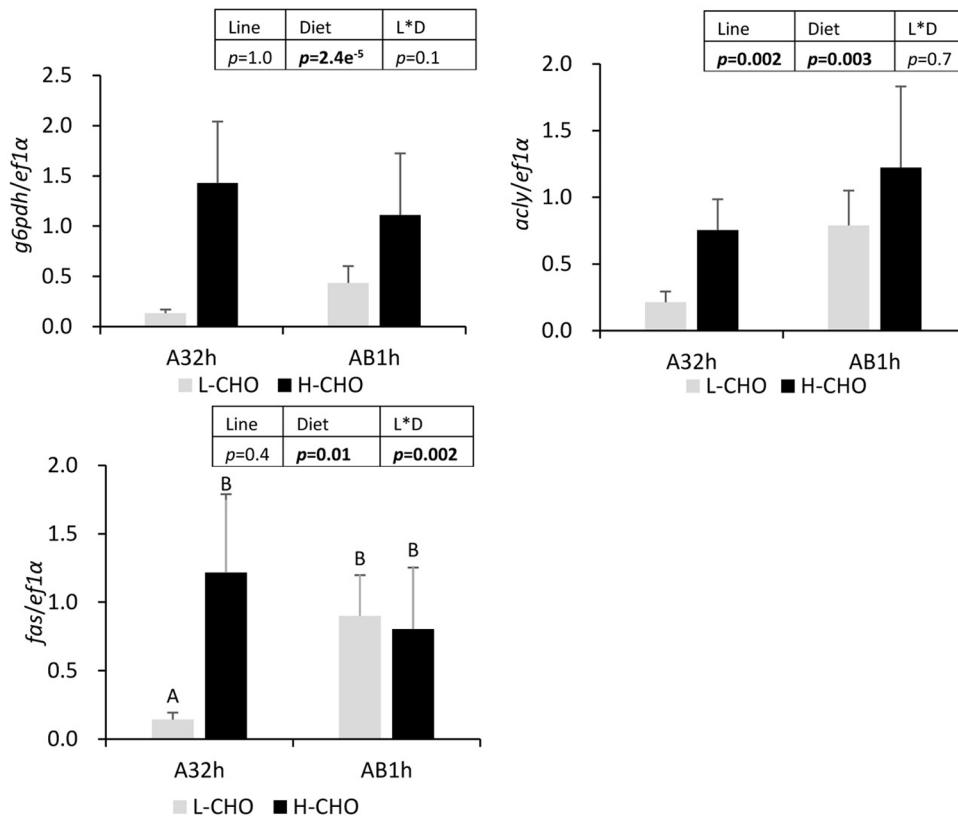 Line Diet L*D
p=1.0 p=2.4e-5 p=0.1
g6pdh/ef1α
2.5
2.0
1.5
1.0
0.5
0.0
A32h AB1h
L-CHO H-CHO
Line Diet L*D
p=0.002 p=0.003 p=0.7
acly/ef1α
2.0
1.5
1.0
0.5
0.0
A32h AB1h
L-CHO H-CHO
Line Diet L*D
p=0.4 p=0.01 p=0.002
fas/ef1α
2.0
1.5
1.0
0.5
0.0
A B B B
A32h AB1h
L-CHO H-CHO